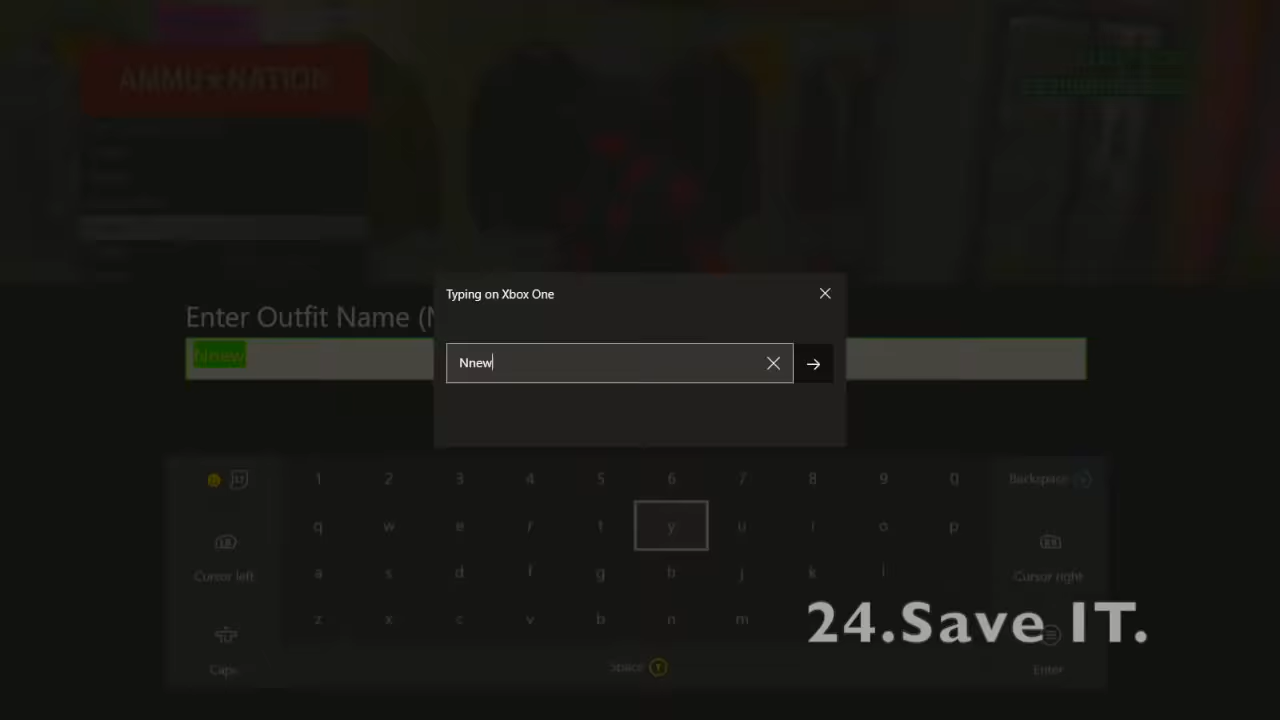 AMMU★NATION
Typing on Xbox One
Enter Outfit Name (
Nnew
Nnew
1 2 3 4 5 6 7 8 9 0
Backspace
q w e r t y u i o p
a s d f g h j k l
Cursor left
Cursor right
z x c v b n m
24.Save IT.
Caps
Space Y
Enter